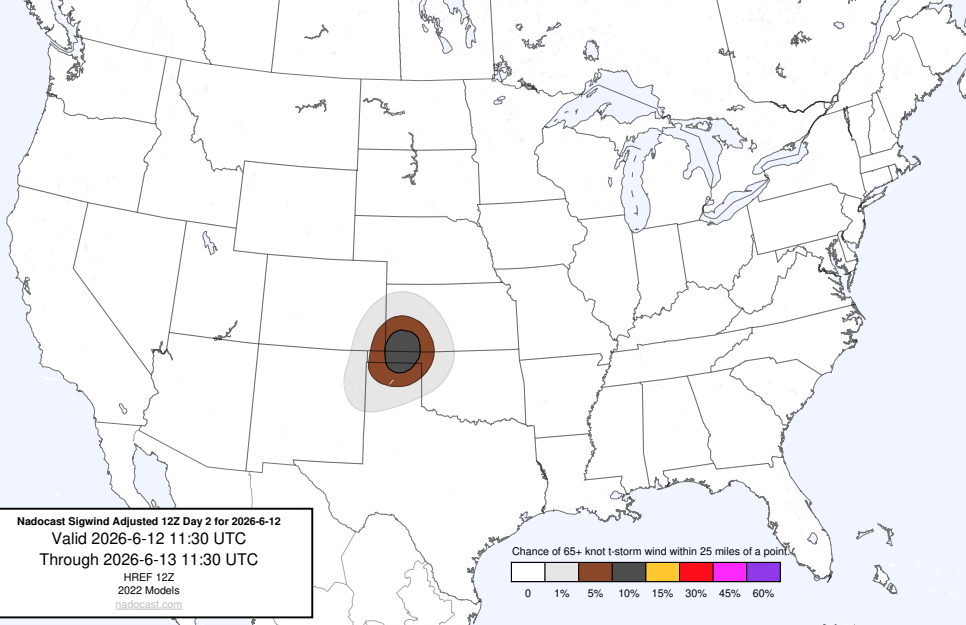 Nadocast Sigwind Adjusted 12Z Day 2 for 2026-6-12
Valid 2026-6-12 11:30 UTC
Through 2026-6-13 11:30 UTC
HREF 12Z
2022 Models
nadocast.com
Chance of 65+ knot t-storm wind within 25 miles of a point.
0 1% 5% 10% 15% 30% 45% 60%